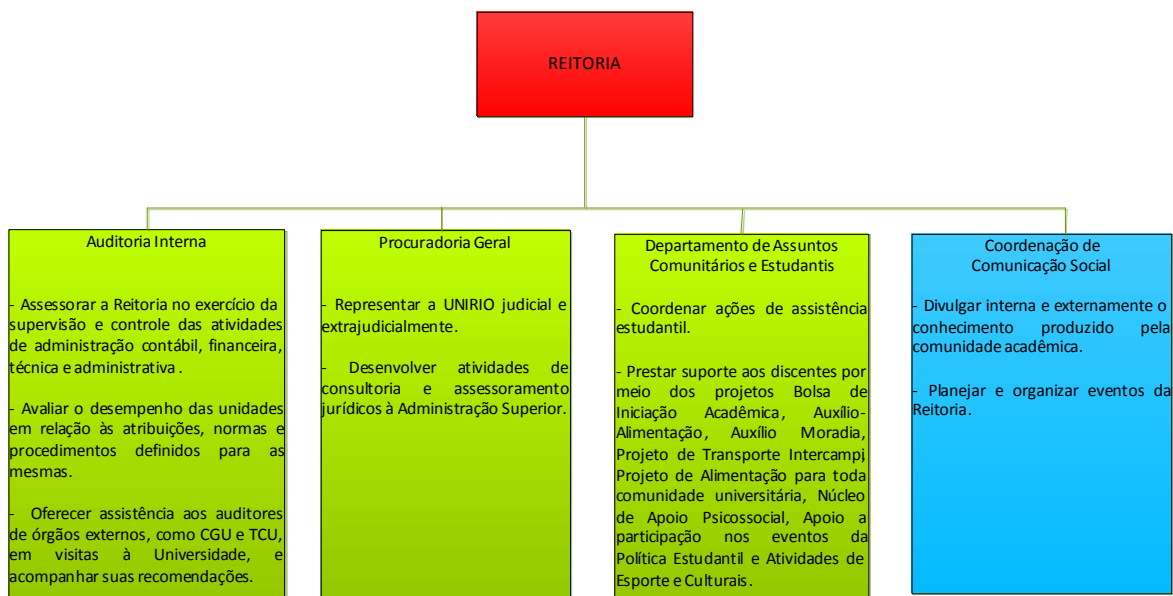 REITORIA
Auditoria Interna
- Assessorar a Reitoria no exercício da
supervisão e controle das atividades
de administração contábil, financeira,
técnica e administrativa .
- Avaliar o desempenho das unidades
em relação às atribuições, normas e
procedimentos definidos para as
mesmas.
- Oferecer assistência aos auditores
de órgãos externos, como CGU e TCU,
em visitas à Universidade, e
acompanhar suas recomendações.
Procuradoria Geral
- Representar a UNIRIO judicial e
extrajudicialmente.
- Desenvolver atividades de
consultoria e assessoramento
jurídicos à Administração Superior.
Departamento de Assuntos
Comunitários e Estudantis
- Coordenar ações de assistência
estudantil.
- Prestar suporte aos discentes por
meio dos projetos Bolsa de
Iniciação Acadêmica, Auxílio-
Alimentação, Auxílio Moradia,
Projeto de Transporte Intercampi,
Projeto de Alimentação para toda
comunidade universitária, Núcleo
de Apoio Psicossocial, Apoio a
participação nos eventos da
Política Estudantil e Atividades de
Esporte e Culturais.
Coordenação de
Comunicação Social
- Divulgar interna e externamente o
conhecimento produzido pela
comunidade acadêmica.
- Planejar e organizar eventos da
Reitoria.